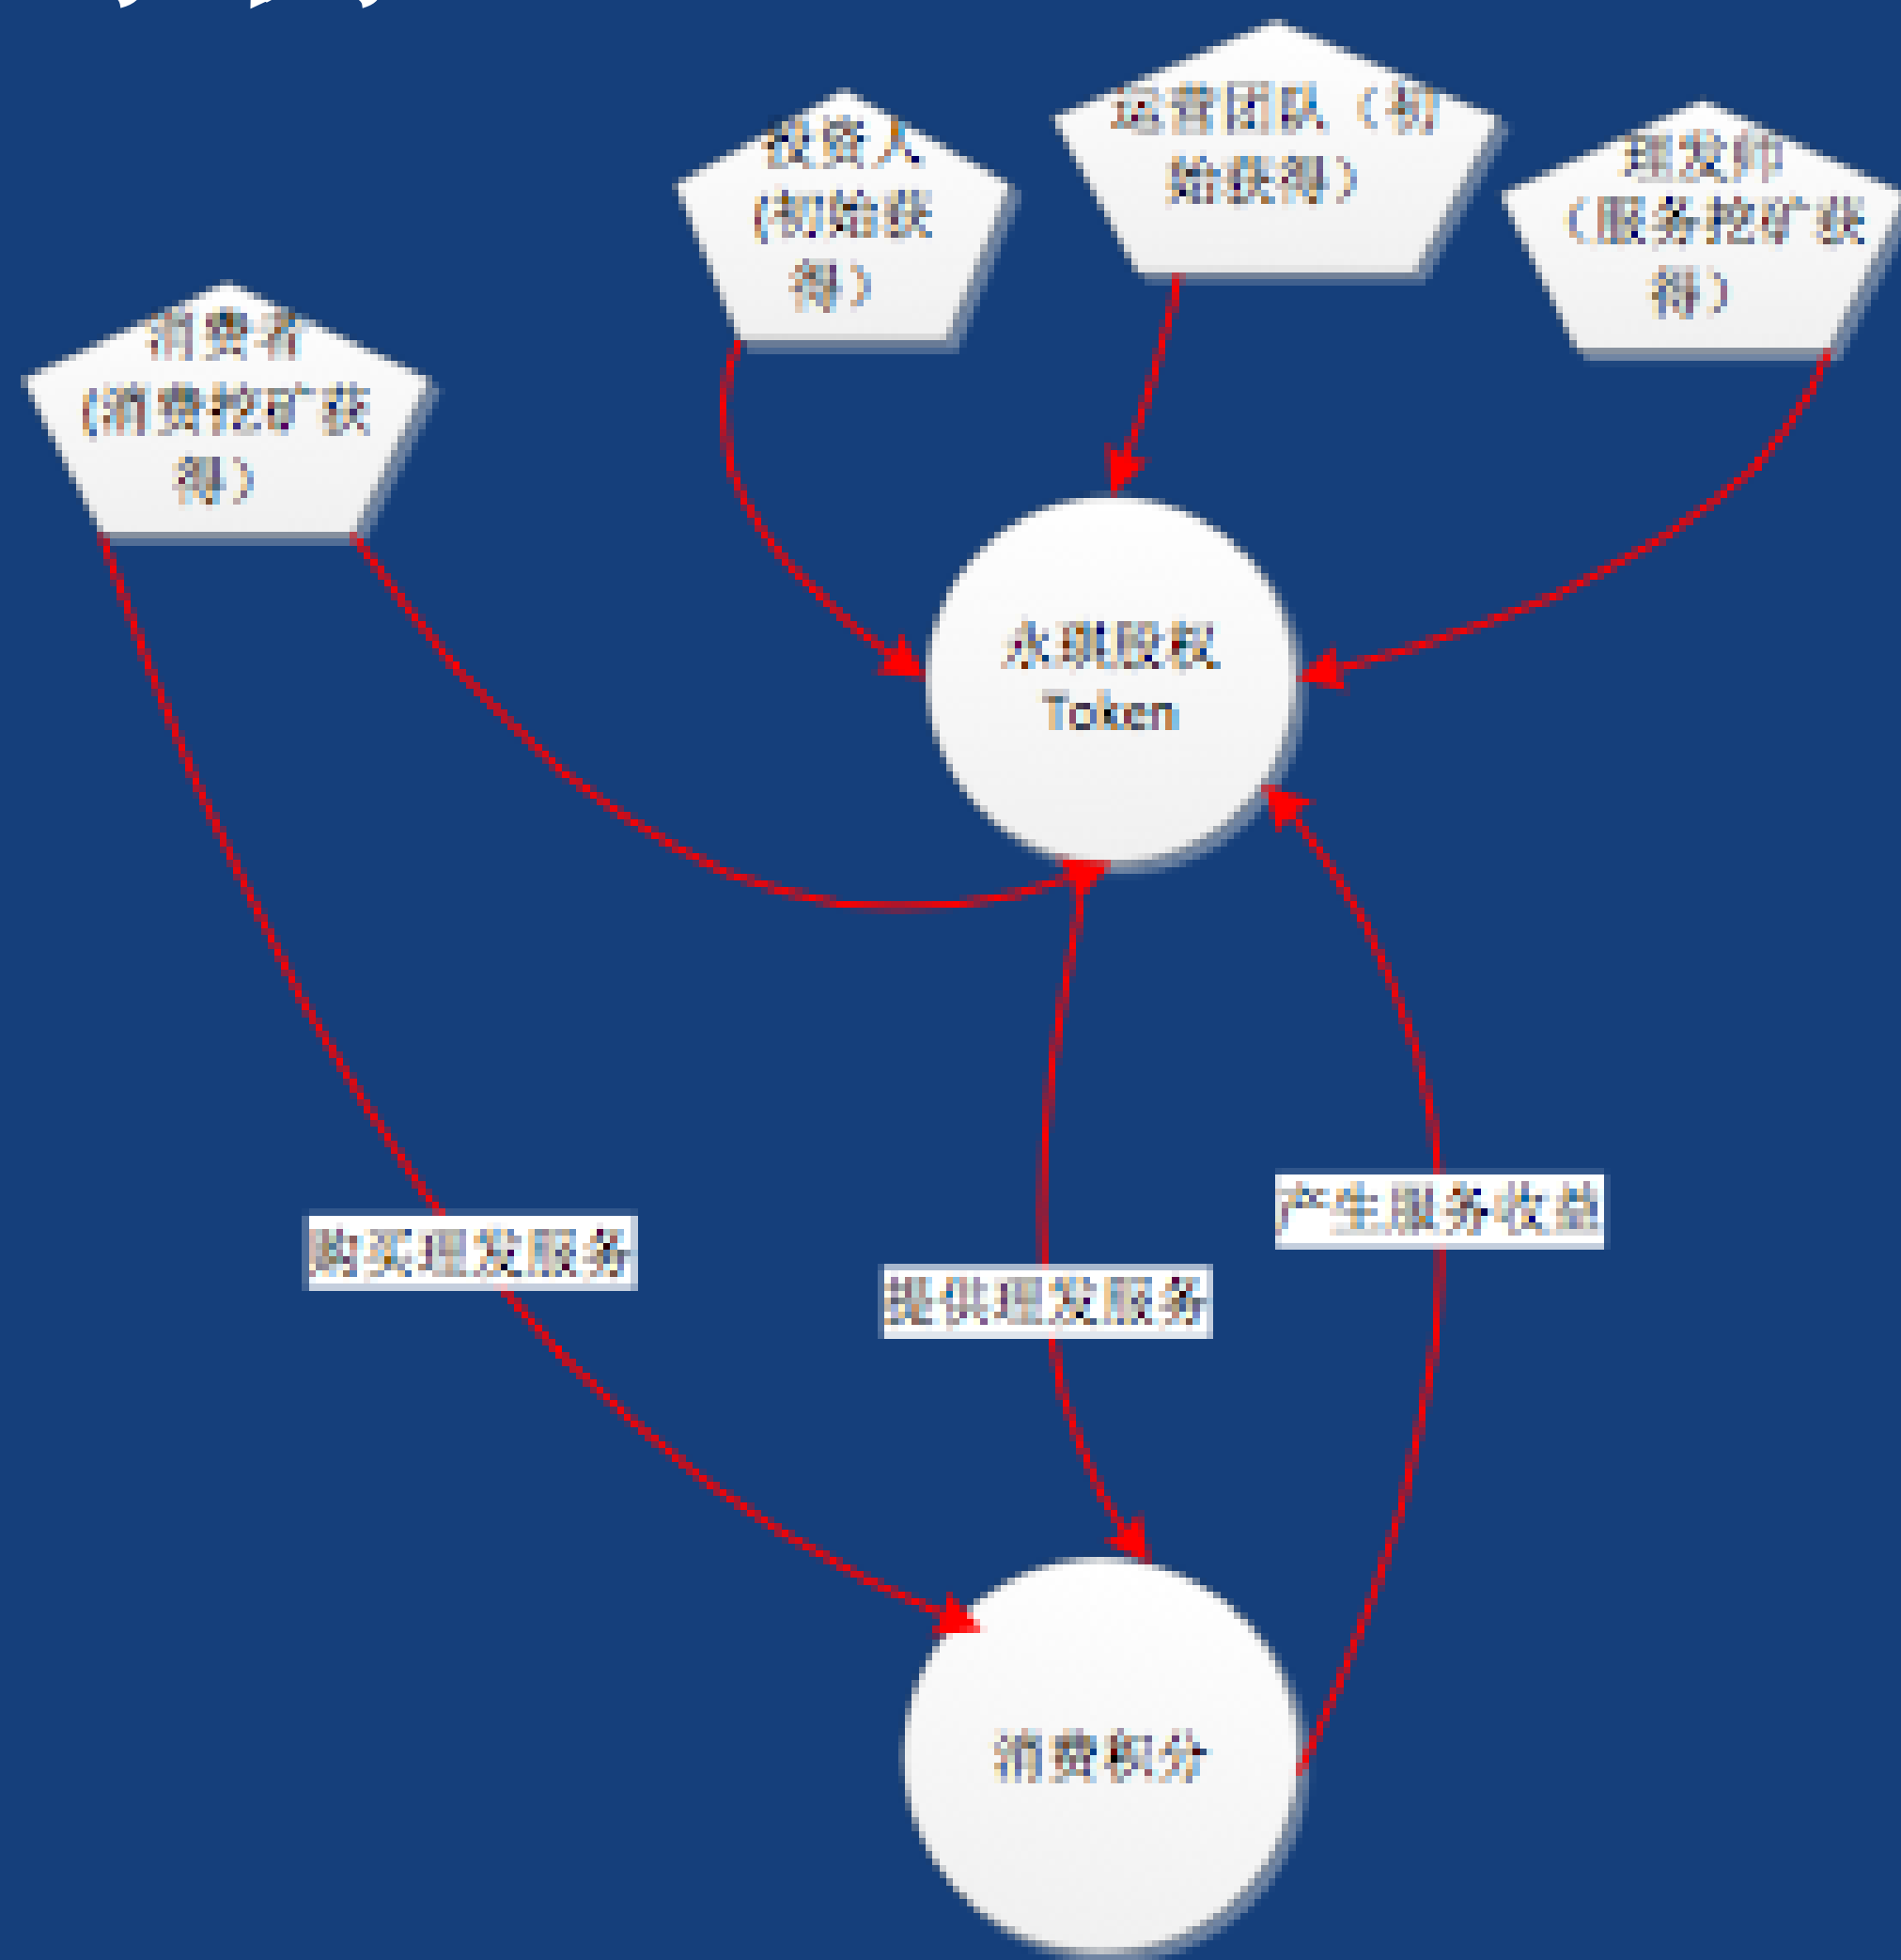 运营团队（初
始获得）
投资人
(初始获
得)
理发师
（服务挖矿获
得）
消费者
(消费挖矿获
得)
永琪股权
Token
产生服务收益
购买理发服务
提供理发服务
消费积分